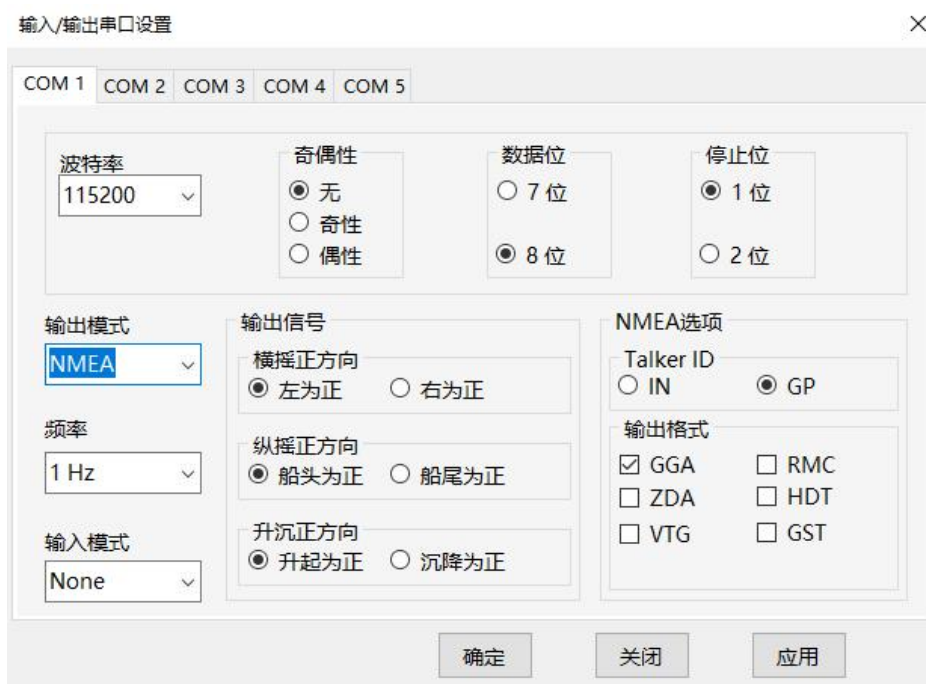 输入/输出串口设置
COM 1 COM 2 COM 3 COM 4 COM 5
波特率
115200
奇偶性
无
奇性
偶性
数据位
7 位
8 位
停止位
1 位
2 位
输出模式
NMEA
频率
1 Hz
输入模式
None
输出信号
横摇正方向
左为正 右为正
纵摇正方向
船头为正 船尾为正
升沉正方向
升起为正 沉降为正
NMEA选项
Talker ID
IN GP
输出格式
GGA RMC
ZDA HDT
VTG GST
确定 关闭 应用